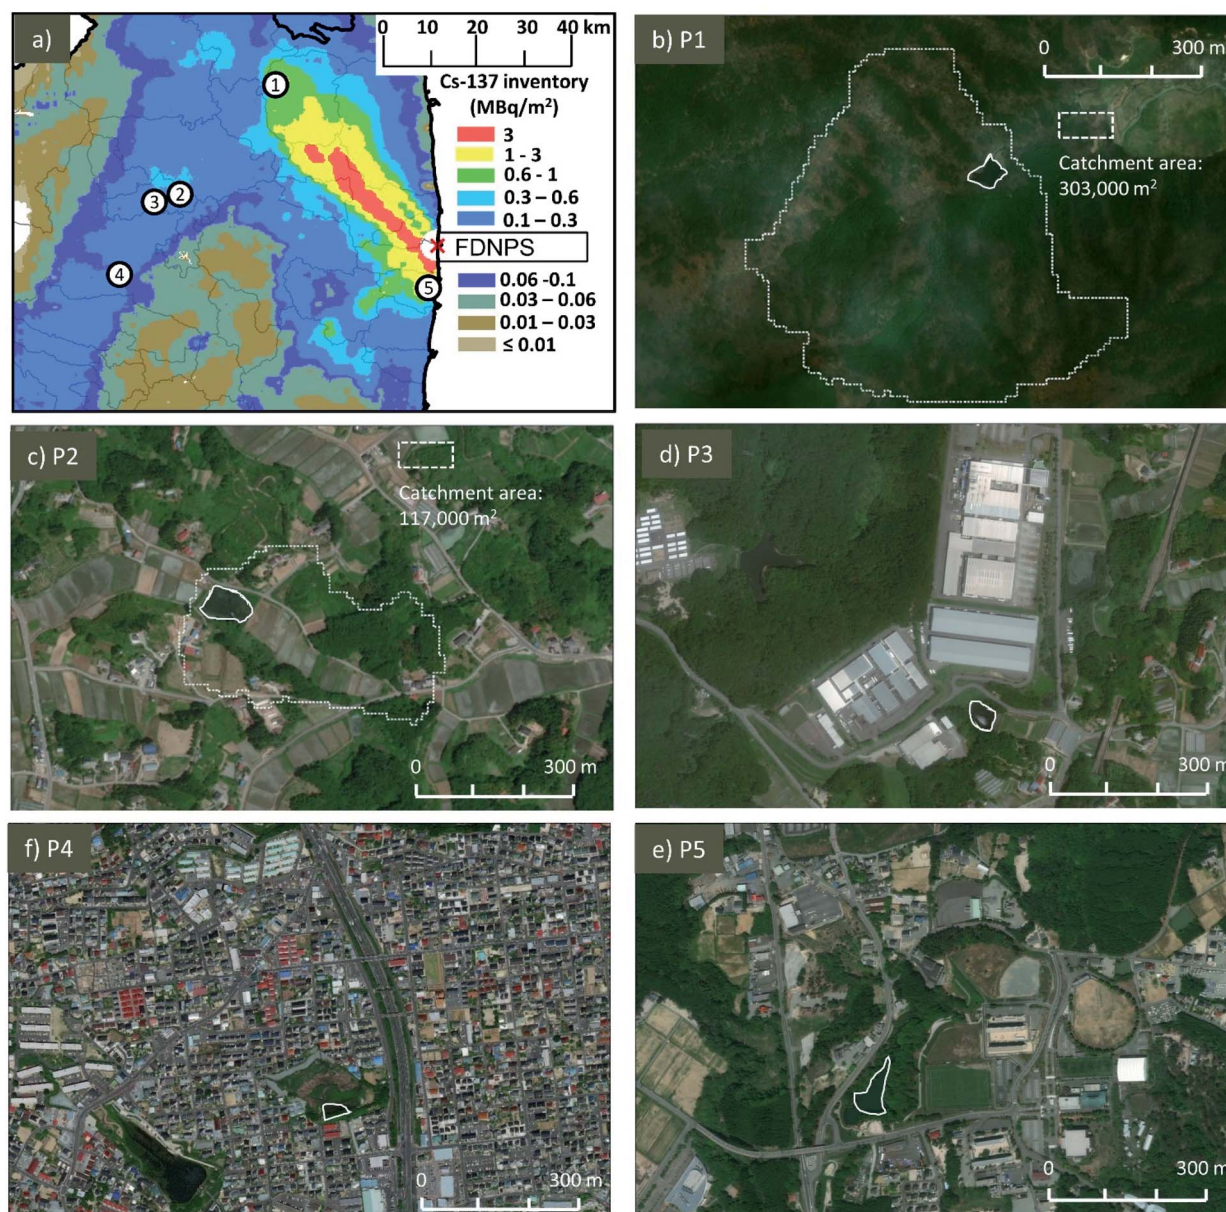 a)
0 10 20 30 40 km
Cs-137 inventory
(MBq/m²)
3
1 - 3
0.6 - 1
0.3 – 0.6
0.1 – 0.3
FDNPS
0.06 -0.1
0.03 – 0.06
0.01 – 0.03
≤ 0.01
1
2
3
4
5
b) P1
0 300 m
Catchment area:
303,000 m²
c) P2
Catchment area:
117,000 m²
0 300 m
d) P3
0 300 m
f) P4
0 300 m
e) P5
0 300 m